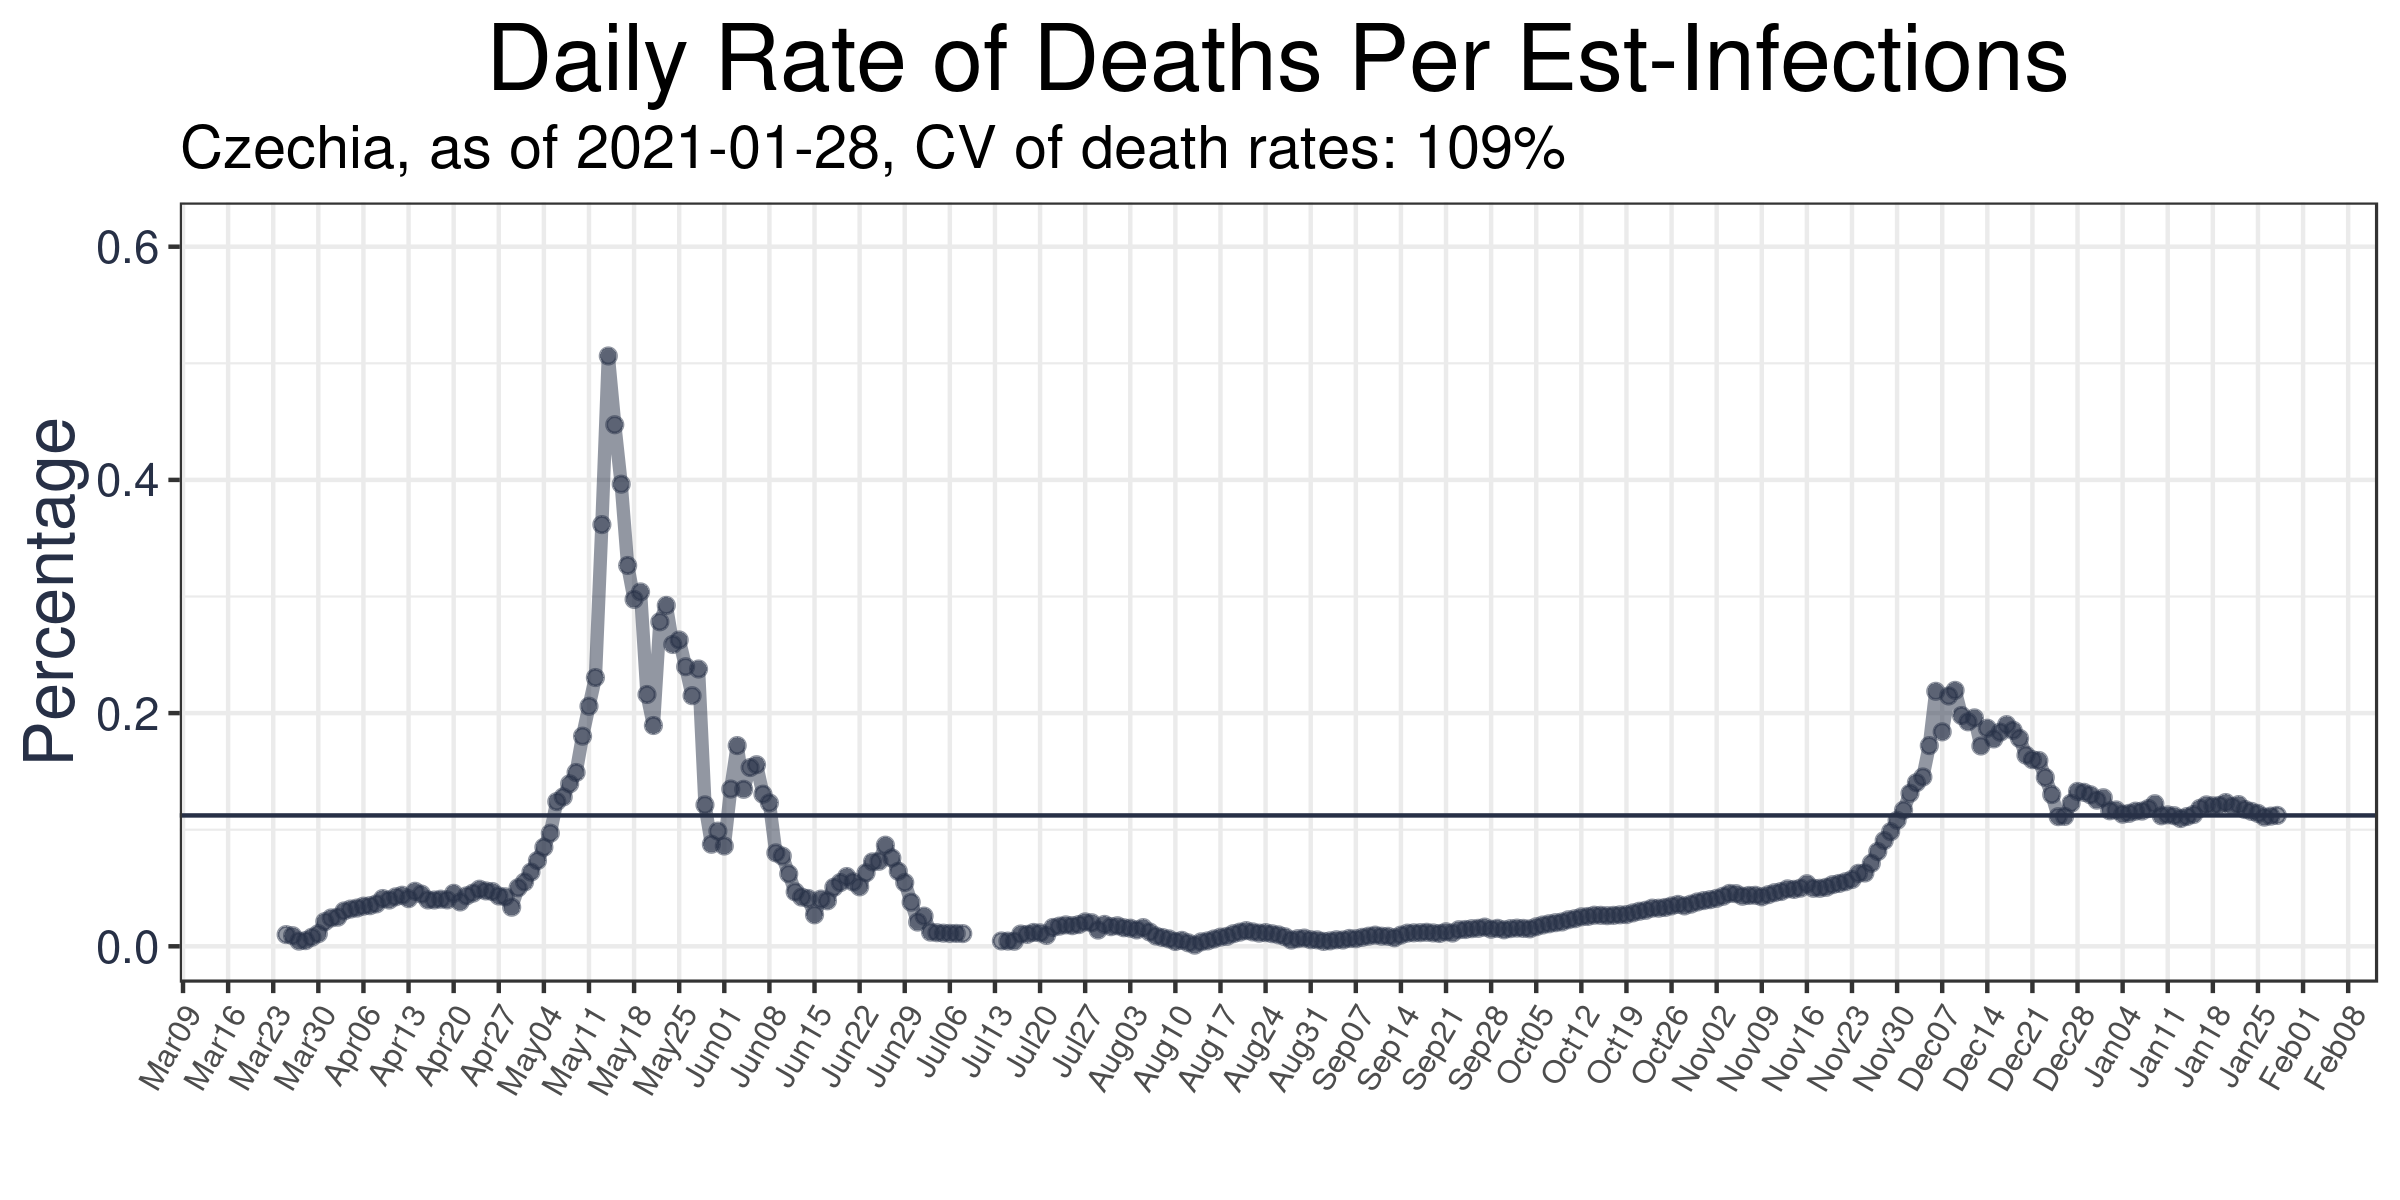 Daily Rate of Deaths Per Est-Infections
Czechia, as of 2021-01-28, CV of death rates: 109%
Percentage
0.6
0.4
0.2
0.0
Mar09
Mar16
Mar23
Mar30
Apr06
Apr13
Apr20
Apr27
May04
May11
May18
May25
Jun01
Jun08
Jun15
Jun22
Jun29
Jul06
Jul13
Jul20
Jul27
Aug03
Aug10
Aug17
Aug24
Aug31
Sep07
Sep14
Sep21
Sep28
Oct05
Oct12
Oct19
Oct26
Nov02
Nov09
Nov16
Nov23
Nov30
Dec07
Dec14
Dec21
Dec28
Jan04
Jan11
Jan18
Jan25
Feb01
Feb08